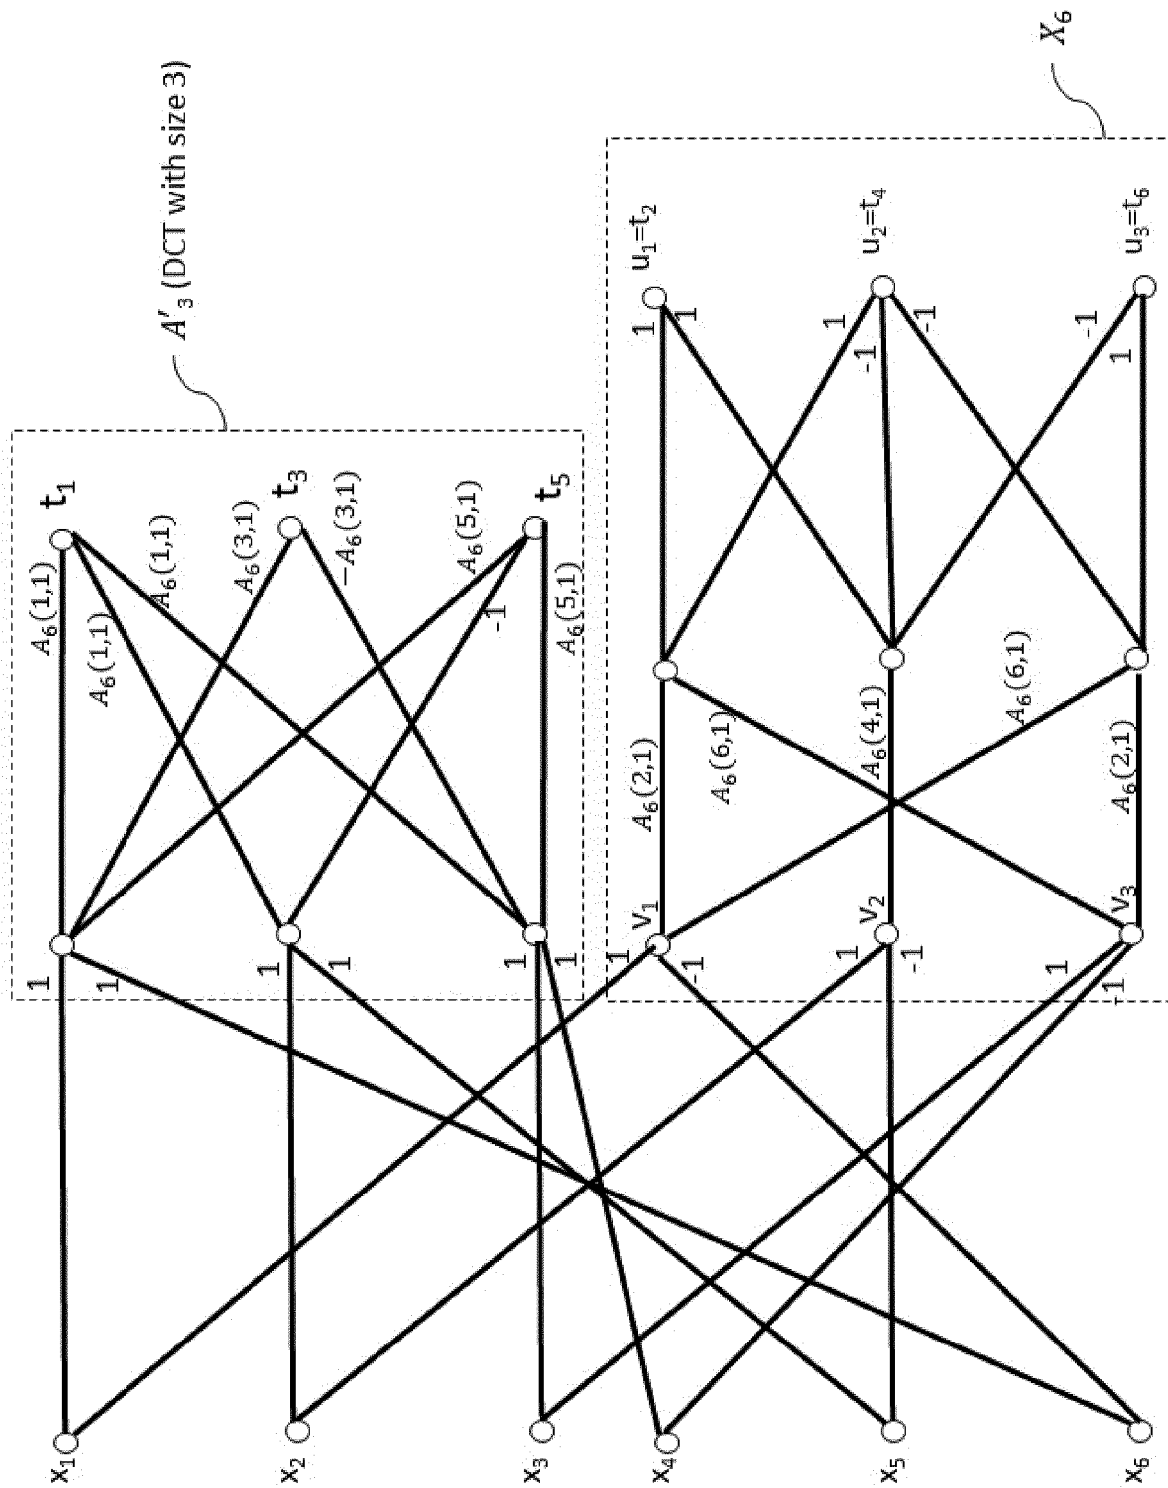 A′₃ (DCT with size 3)
X₆
t₁
t₃
t₅
u₁=t₂
u₂=t₄
u₃=t₆
A₆(1,1)
A₆(1,1)
A₆(1,1)
A₆(3,1)
−A₆(3,1)
A₆(5,1)
-1
A₆(5,1)
1
1
1
-1
-1
-1
1
A₆(2,1)
A₆(6,1)
A₆(4,1)
A₆(6,1)
A₆(2,1)
v₁
v₂
v₃
1
1
1
1
1
1
1
-1
1
-1
1
-1
x₁
x₂
x₃
x₄
x₅
x₆